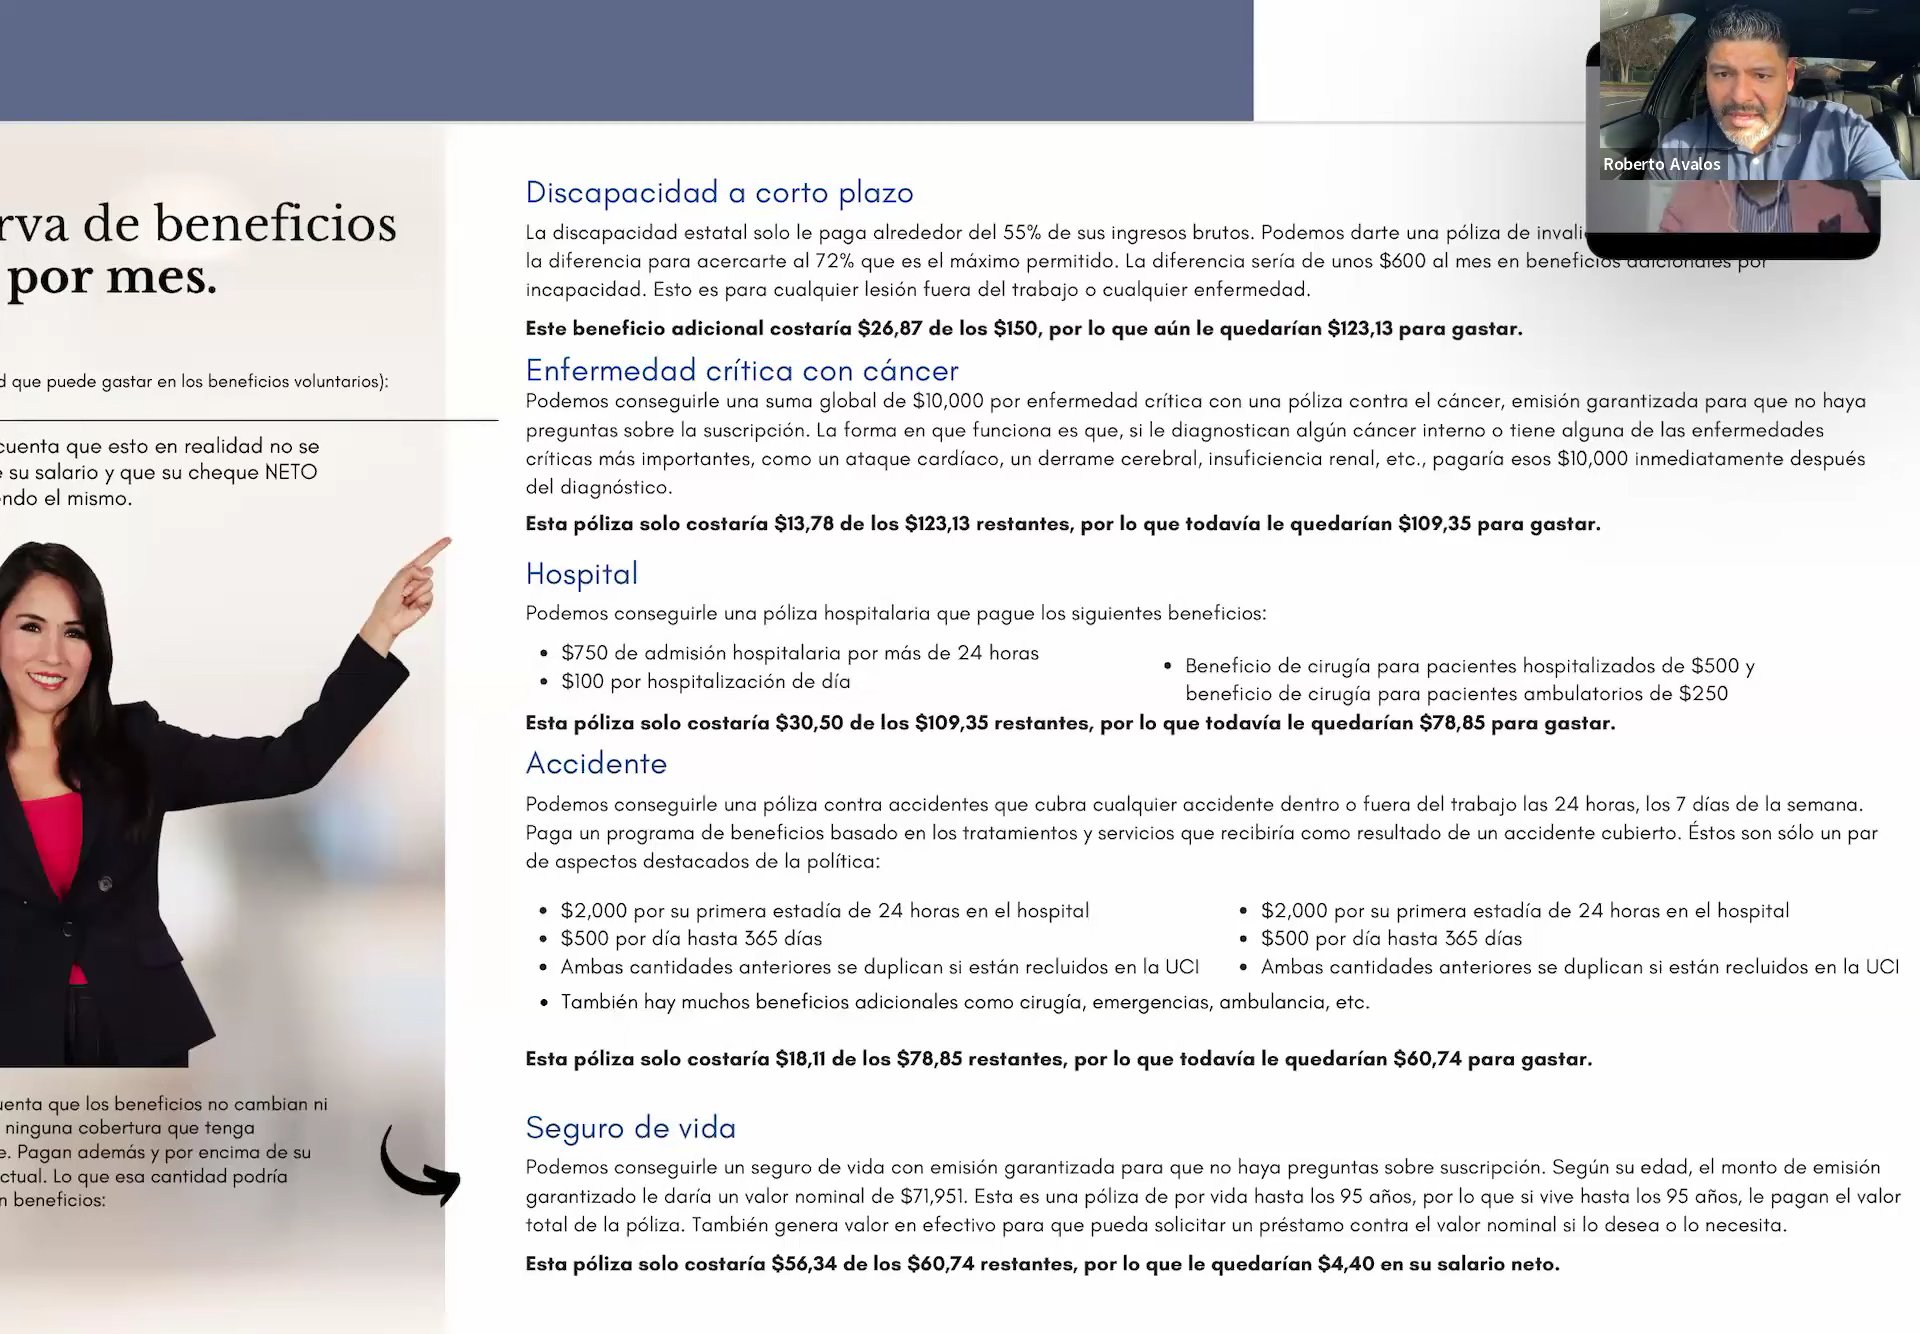 Roberto Avalos
rva de beneficios
por mes.
d que puede gastar en los beneficios voluntarios):
cuenta que esto en realidad no se
e su salario y que su cheque NETO
endo el mismo.
uenta que los beneficios no cambian ni
ninguna cobertura que tenga
e. Pagan además y por encima de su
ctual. Lo que esa cantidad podría
n beneficios:
Discapacidad a corto plazo
La discapacidad estatal solo le paga alrededor del 55% de sus ingresos brutos. Podemos darte una póliza de invali
la diferencia para acercarte al 72% que es el máximo permitido. La diferencia sería de unos $600 al mes en beneficios adicionales por
incapacidad. Esto es para cualquier lesión fuera del trabajo o cualquier enfermedad.
Este beneficio adicional costaría $26,87 de los $150, por lo que aún le quedarían $123,13 para gastar.
Enfermedad crítica con cáncer
Podemos conseguirle una suma global de $10,000 por enfermedad crítica con una póliza contra el cáncer, emisión garantizada para que no haya
preguntas sobre la suscripción. La forma en que funciona es que, si le diagnostican algún cáncer interno o tiene alguna de las enfermedades
críticas más importantes, como un ataque cardíaco, un derrame cerebral, insuficiencia renal, etc., pagaría esos $10,000 inmediatamente después
del diagnóstico.
Esta póliza solo costaría $13,78 de los $123,13 restantes, por lo que todavía le quedarían $109,35 para gastar.
Hospital
Podemos conseguirle una póliza hospitalaria que pague los siguientes beneficios:
• $750 de admisión hospitalaria por más de 24 horas
• $100 por hospitalización de día
• Beneficio de cirugía para pacientes hospitalizados de $500 y
beneficio de cirugía para pacientes ambulatorios de $250
Esta póliza solo costaría $30,50 de los $109,35 restantes, por lo que todavía le quedarían $78,85 para gastar.
Accidente
Podemos conseguirle una póliza contra accidentes que cubra cualquier accidente dentro o fuera del trabajo las 24 horas, los 7 días de la semana.
Paga un programa de beneficios basado en los tratamientos y servicios que recibiría como resultado de un accidente cubierto. Éstos son sólo un par
de aspectos destacados de la política:
• $2,000 por su primera estadía de 24 horas en el hospital
• $500 por día hasta 365 días
• Ambas cantidades anteriores se duplican si están recluidos en la UCI
• $2,000 por su primera estadía de 24 horas en el hospital
• $500 por día hasta 365 días
• Ambas cantidades anteriores se duplican si están recluidos en la UCI
• También hay muchos beneficios adicionales como cirugía, emergencias, ambulancia, etc.
Esta póliza solo costaría $18,11 de los $78,85 restantes, por lo que todavía le quedarían $60,74 para gastar.
Seguro de vida
Podemos conseguirle un seguro de vida con emisión garantizada para que no haya preguntas sobre suscripción. Según su edad, el monto de emisión
garantizado le daría un valor nominal de $71,951. Esta es una póliza de por vida hasta los 95 años, por lo que si vive hasta los 95 años, le pagan el valor
total de la póliza. También genera valor en efectivo para que pueda solicitar un préstamo contra el valor nominal si lo desea o lo necesita.
Esta póliza solo costaría $56,34 de los $60,74 restantes, por lo que le quedarían $4,40 en su salario neto.